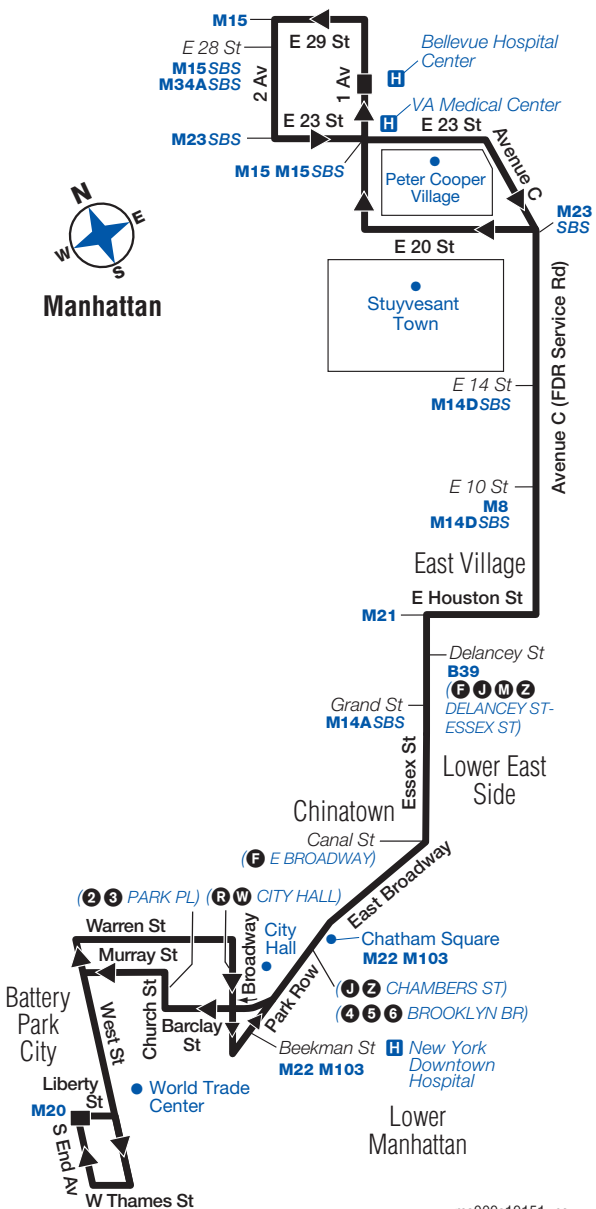 M15
E 28 St
M15SBS
M34ASBS
2 Av
E 29 St
1 Av
H
Bellevue Hospital
Center
H
VA Medical Center
E 23 St
E 23 St
M23SBS
M15 M15SBS
Avenue C
Peter Cooper
Village
M23
SBS
N
E
W
S
Manhattan
E 20 St
Stuyvesant
Town
Avenue C (FDR Service Rd)
E 14 St
M14DSBS
E 10 St
M8
M14DSBS
East Village
E Houston St
M21
Delancey St
B39
(F J M Z
DELANCEY ST-
ESSEX ST)
Grand St
M14ASBS
Essex St
Lower East
Side
Chinatown
Canal St
(F E BROADWAY)
East Broadway
(2 3 PARK PL)
(R W CITY HALL)
Warren St
Broadway
City
Hall
Chatham Square
M22 M103
Murray St
Church St
Park Row
(J Z CHAMBERS ST)
(4 5 6 BROOKLYN BR)
Battery
Park
City
West St
Barclay
St
Beekman St
M22 M103
H
New York
Downtown
Hospital
World Trade
Center
Liberty
St
M20
S End Av
Lower
Manhattan
W Thames St